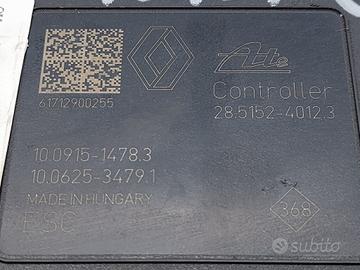 Ate
Controller
28.5152-4012.3
61712900255
10.0915-1478.3
10.0625-3479.1
MADE IN HUNGARY
ESC
368
subito